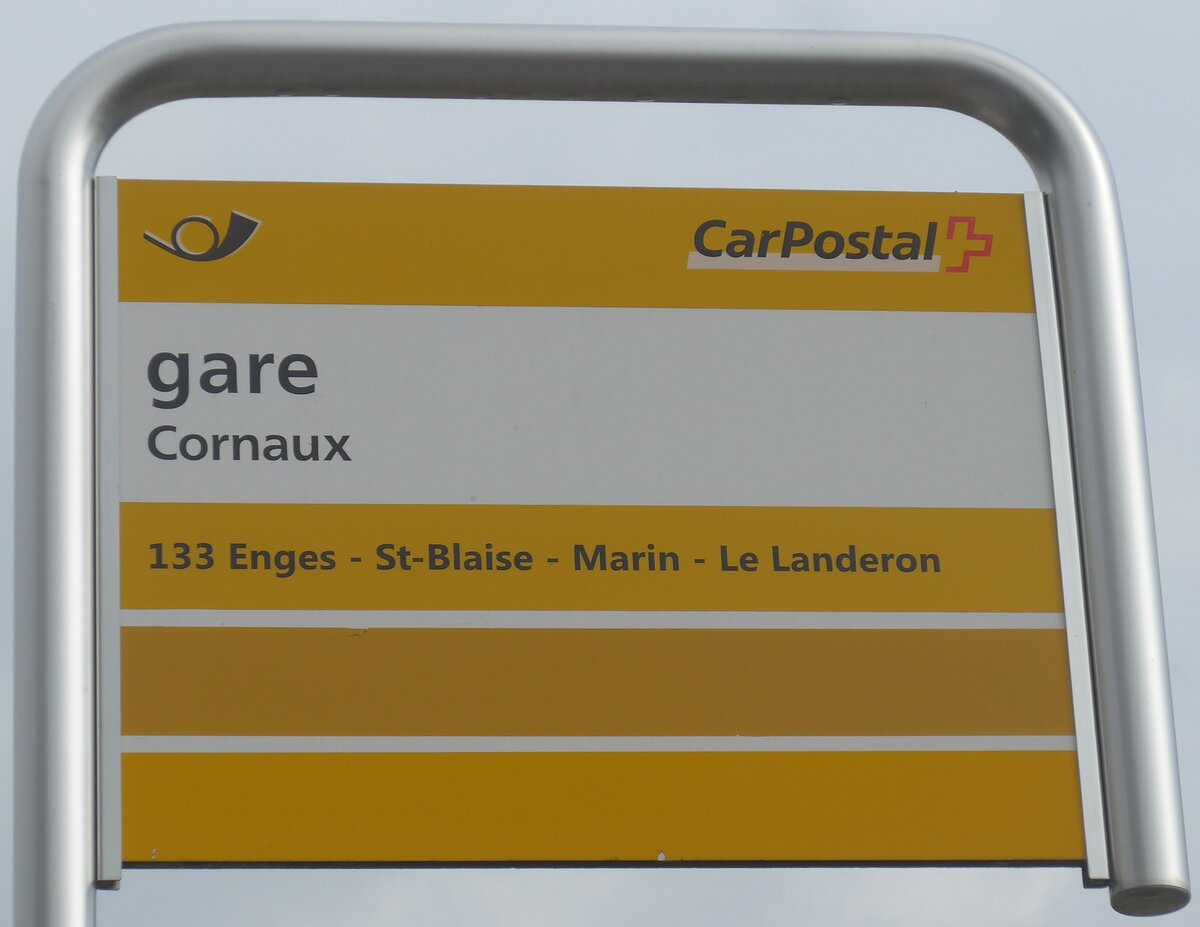 CarPostal
gare
Cornaux
133 Enges - St-Blaise - Marin - Le Landeron